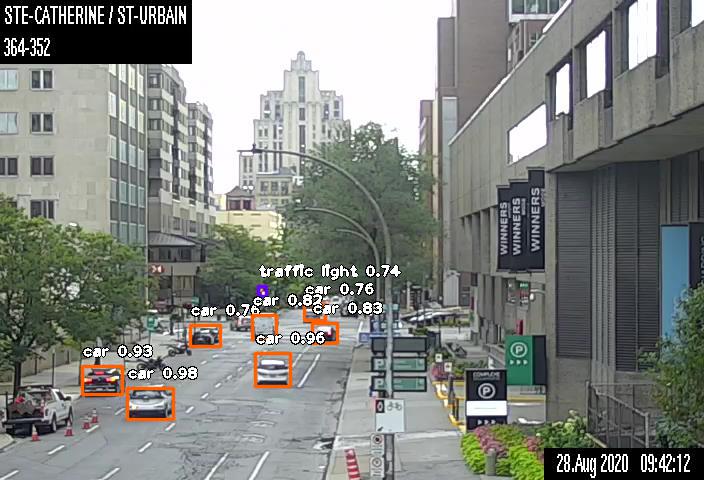 STE-CATHERINE / ST-URBAIN
364-352
WINNERS
WINNERS
WINNERS
traffic light 0.74
car 0.76
car 0.82
car 0.76
car 0.83
car 0.96
car 0.93
car 0.98
P
COMPLEXE
P
28.Aug 2020 09:42:12